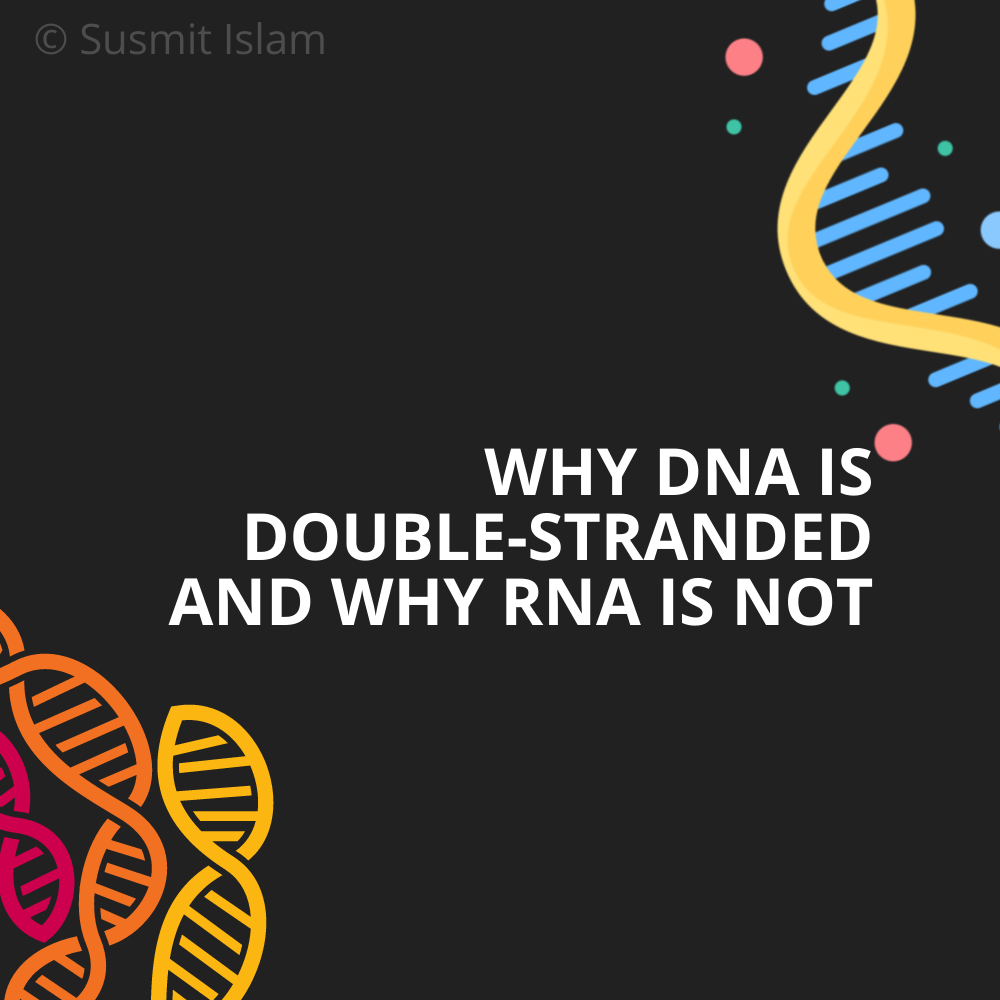 © Susmit Islam
WHY DNA IS
DOUBLE-STRANDED
AND WHY RNA IS NOT